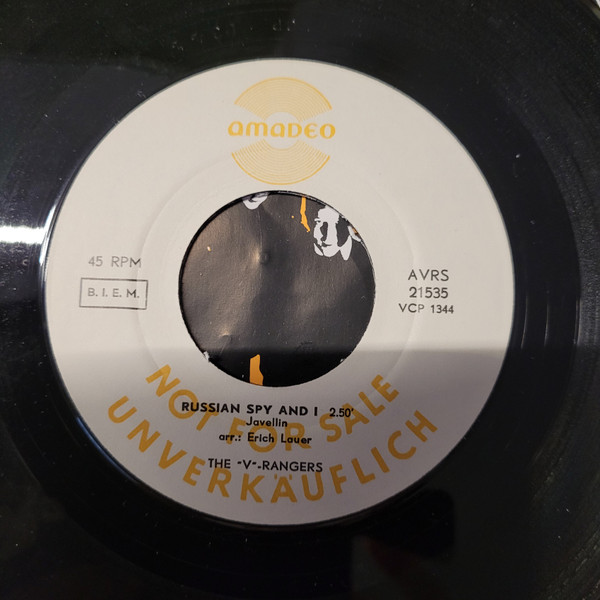 amaDEO
45 RPM
B. I. E. M.
AVRS
21535
VCP 1344
NOT FOR SALE
RUSSIAN SPY AND I 2.50'
Javellin
arr.: Erich Lauer
THE "V"-RANGERS
UNVERKÄUFLICH